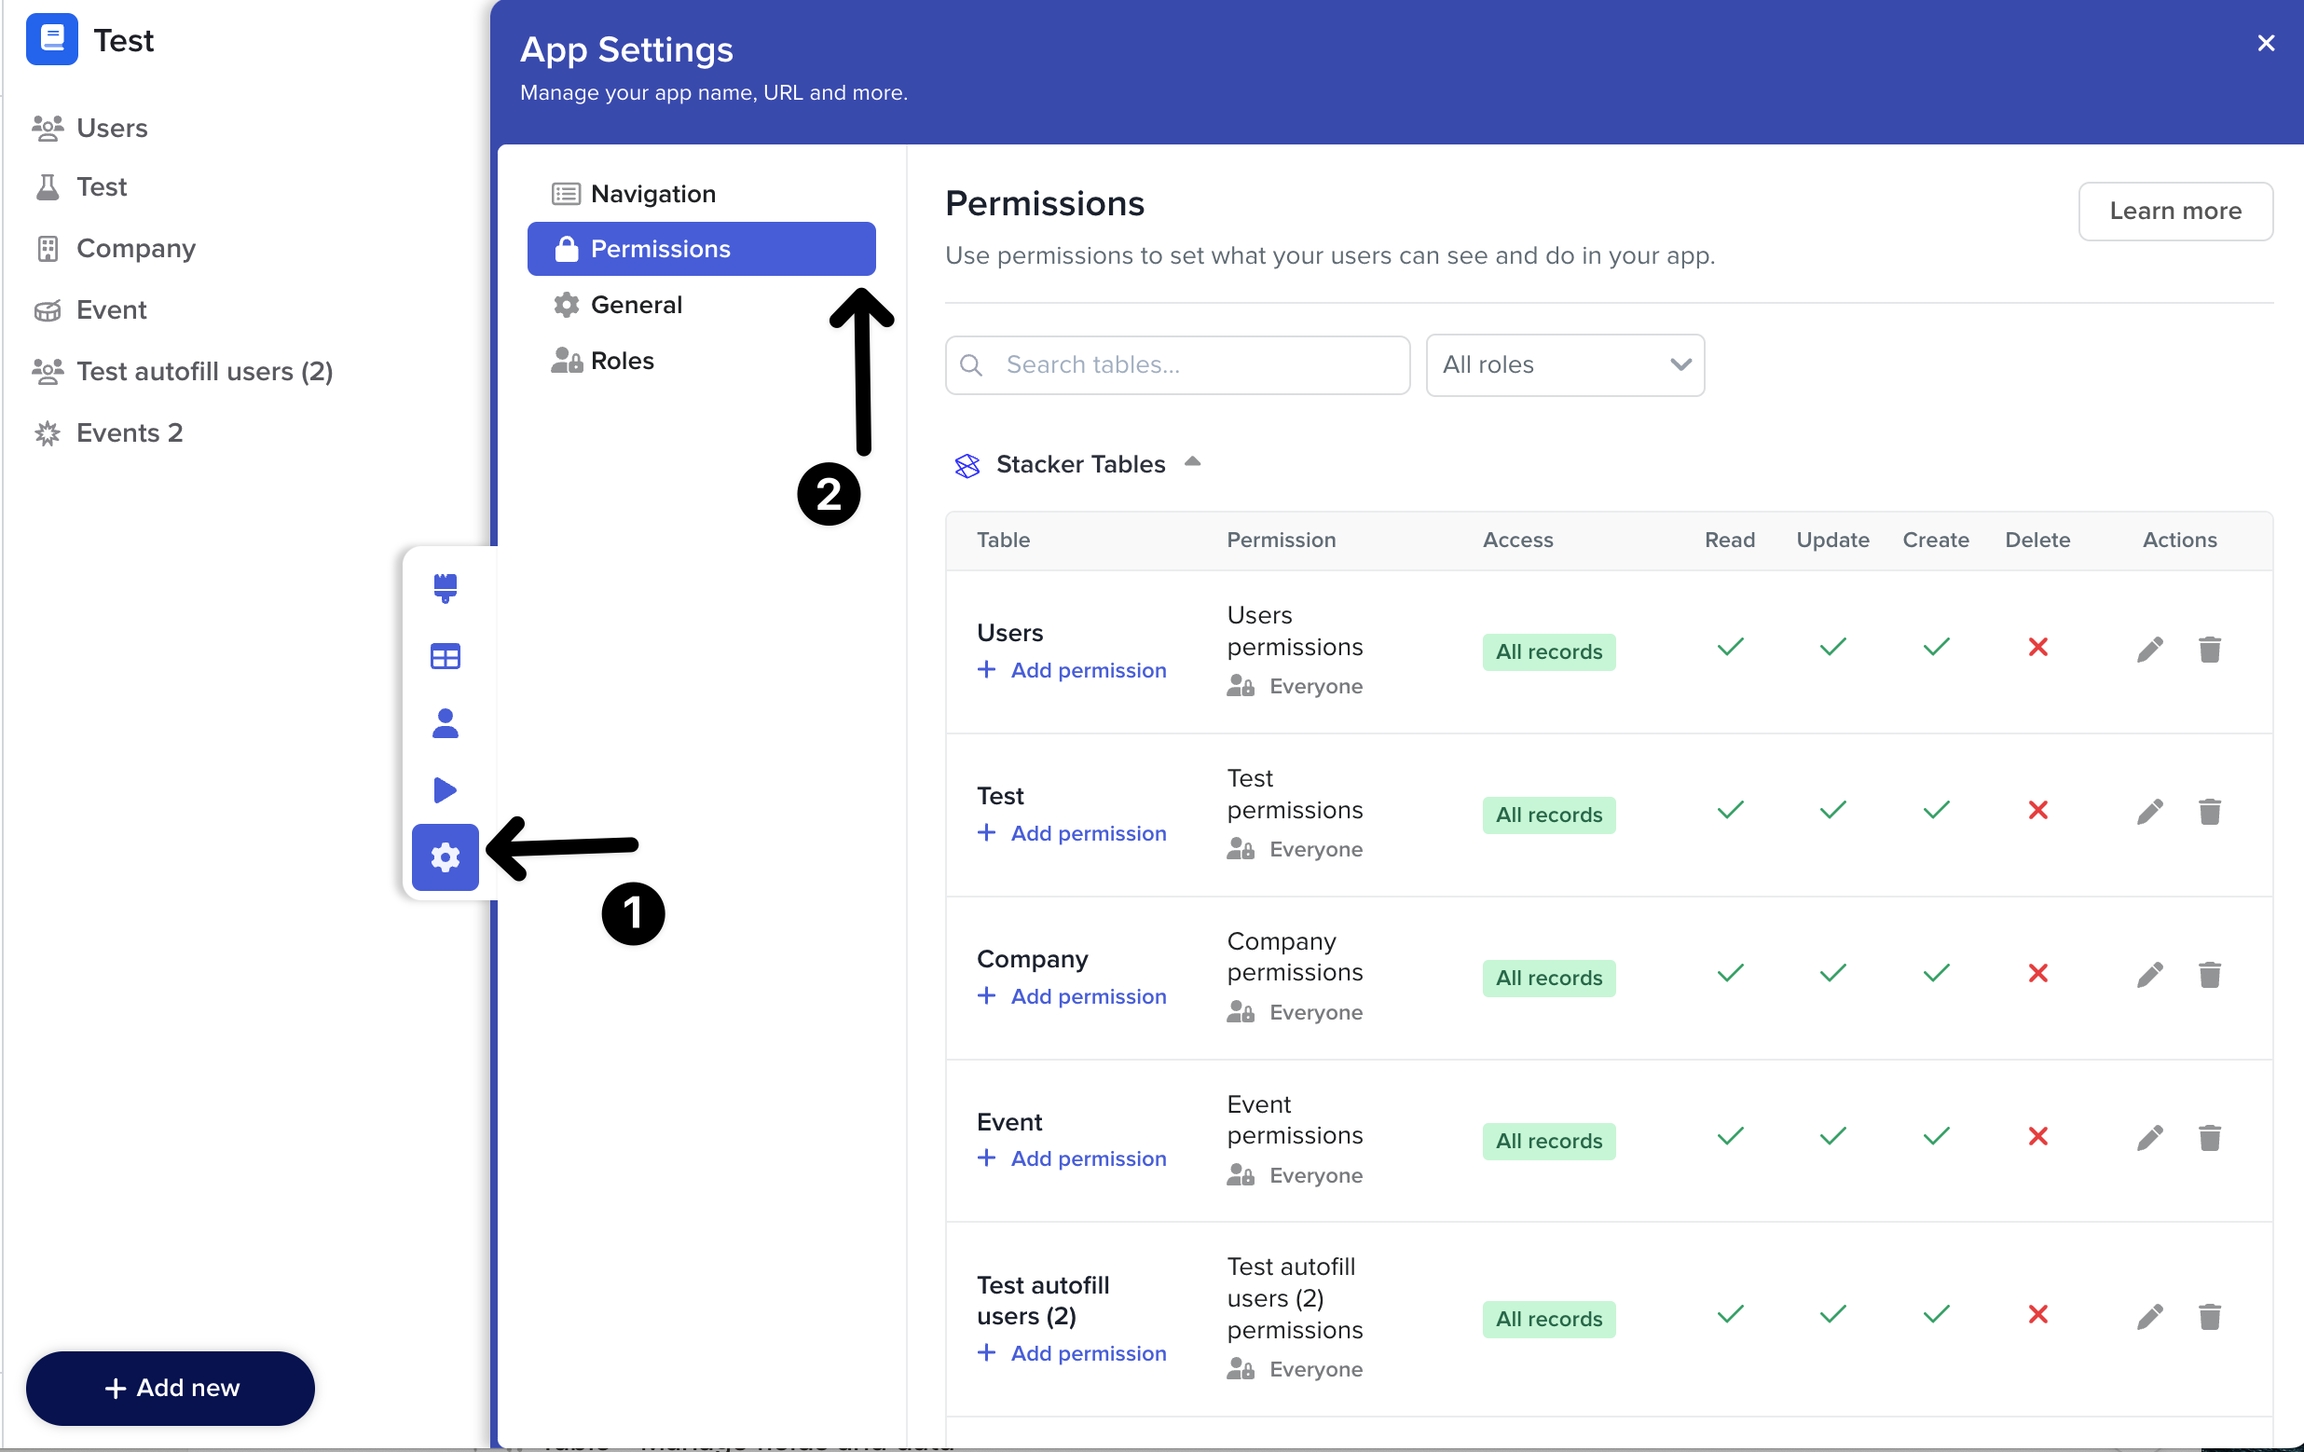 Test
Users
Test
Company
Event
Test autofill users (2)
Events 2
+ Add new
App Settings
Manage your app name, URL and more.
Navigation
Permissions
General
Roles
1
2
Permissions
Use permissions to set what your users can see and do in your app.
Learn more
Search tables...
All roles
Stacker Tables
Table Permission Access Read Update Create Delete Actions
Users
+ Add permission
Users
permissions
Everyone
All records
Test
+ Add permission
Test
permissions
Everyone
All records
Company
+ Add permission
Company
permissions
Everyone
All records
Event
+ Add permission
Event
permissions
Everyone
All records
Test autofill
users (2)
+ Add permission
Test autofill
users (2)
permissions
Everyone
All records